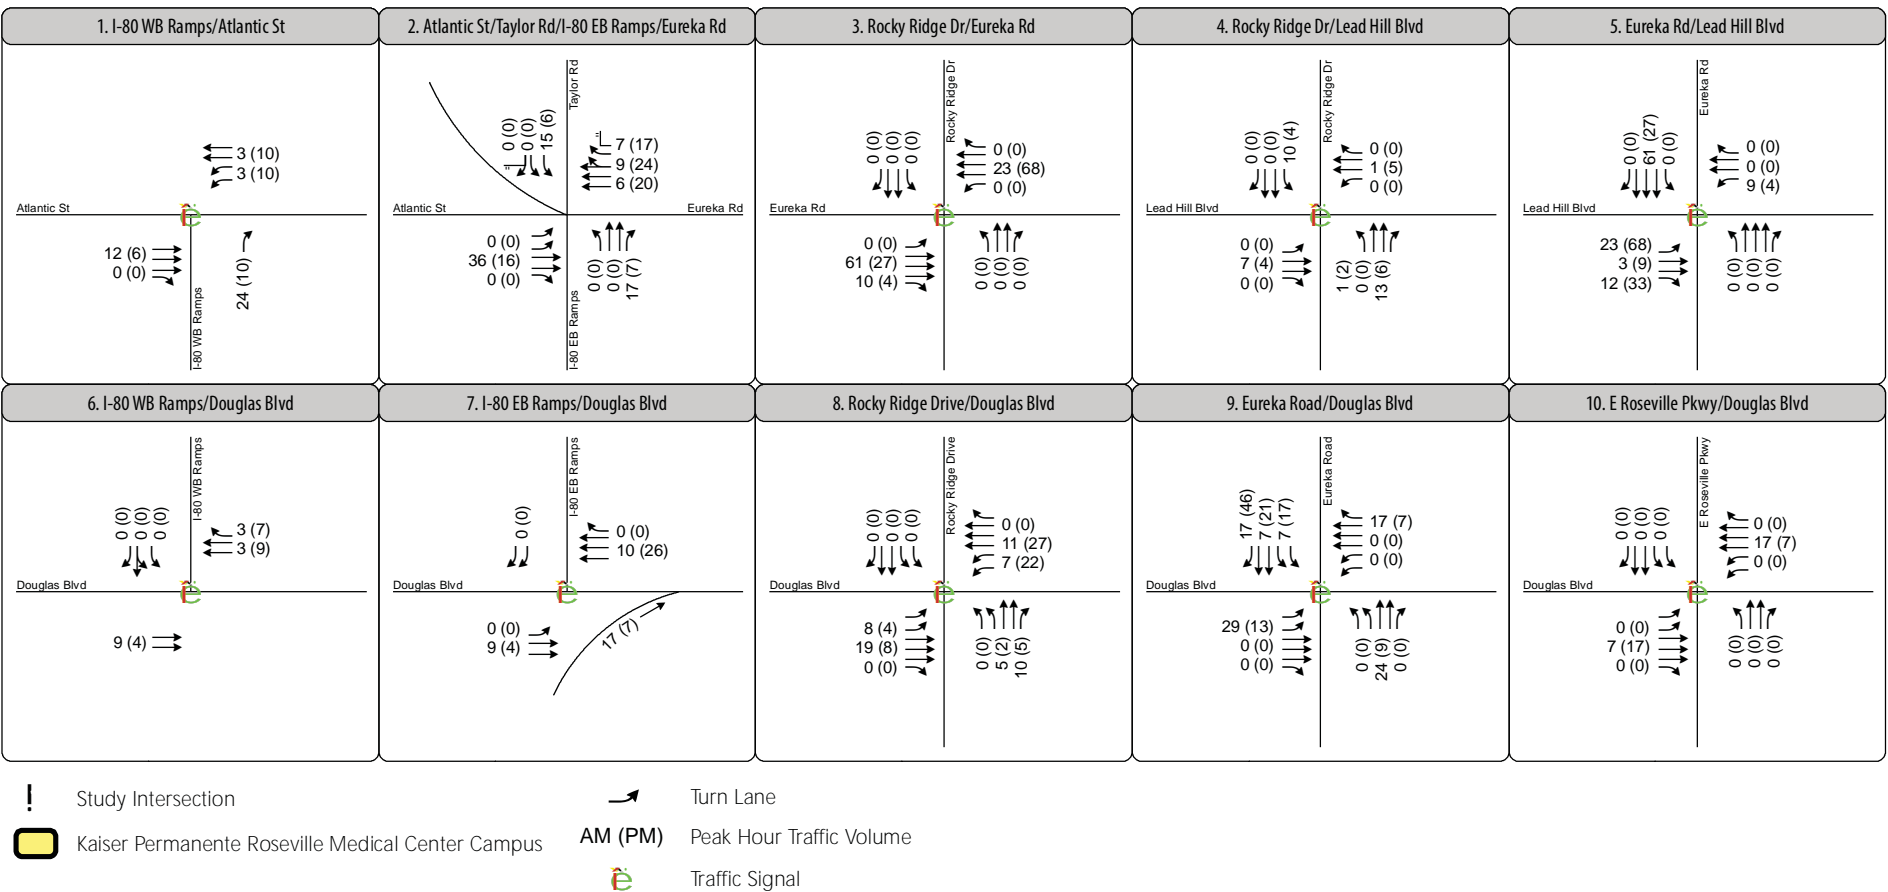 1. I-80 WB Ramps/Atlantic St
3 (10)
3 (10)
Atlantic St
12 (6)
0 (0)
24 (10)
I-80 WB Ramps
2. Atlantic St/Taylor Rd/I-80 EB Ramps/Eureka Rd
Taylor Rd
0 (0)
0 (0)
15 (6)
7 (17)
9 (24)
6 (20)
Atlantic St
Eureka Rd
0 (0)
36 (16)
0 (0)
0 (0)
0 (0)
17 (7)
I-80 EB Ramps
3. Rocky Ridge Dr/Eureka Rd
Rocky Ridge Dr
0 (0)
0 (0)
0 (0)
0 (0)
23 (68)
0 (0)
Eureka Rd
0 (0)
61 (27)
10 (4)
0 (0)
0 (0)
0 (0)
4. Rocky Ridge Dr/Lead Hill Blvd
Rocky Ridge Dr
0 (0)
0 (0)
10 (4)
0 (0)
1 (5)
0 (0)
Lead Hill Blvd
0 (0)
7 (4)
0 (0)
1 (2)
0 (0)
13 (6)
5. Eureka Rd/Lead Hill Blvd
Eureka Rd
0 (0)
61 (27)
0 (0)
0 (0)
0 (0)
9 (4)
Lead Hill Blvd
23 (68)
3 (9)
12 (33)
0 (0)
0 (0)
0 (0)
6. I-80 WB Ramps/Douglas Blvd
I-80 WB Ramps
0 (0)
0 (0)
0 (0)
3 (7)
3 (9)
Douglas Blvd
9 (4)
7. I-80 EB Ramps/Douglas Blvd
I-80 EB Ramps
0 (0)
0 (0)
10 (26)
Douglas Blvd
0 (0)
9 (4)
17 (7)
8. Rocky Ridge Drive/Douglas Blvd
Rocky Ridge Drive
0 (0)
0 (0)
0 (0)
0 (0)
11 (27)
7 (22)
Douglas Blvd
8 (4)
19 (8)
0 (0)
0 (0)
5 (2)
10 (5)
9. Eureka Road/Douglas Blvd
Eureka Road
17 (46)
7 (21)
7 (17)
17 (7)
0 (0)
0 (0)
Douglas Blvd
29 (13)
0 (0)
0 (0)
0 (0)
24 (9)
0 (0)
10. E Roseville Pkwy/Douglas Blvd
E Roseville Pkwy
0 (0)
0 (0)
0 (0)
0 (0)
17 (7)
0 (0)
Douglas Blvd
0 (0)
7 (17)
0 (0)
0 (0)
0 (0)
0 (0)
Study Intersection
Kaiser Permanente Roseville Medical Center Campus
Turn Lane
AM (PM) Peak Hour Traffic Volume
Traffic Signal